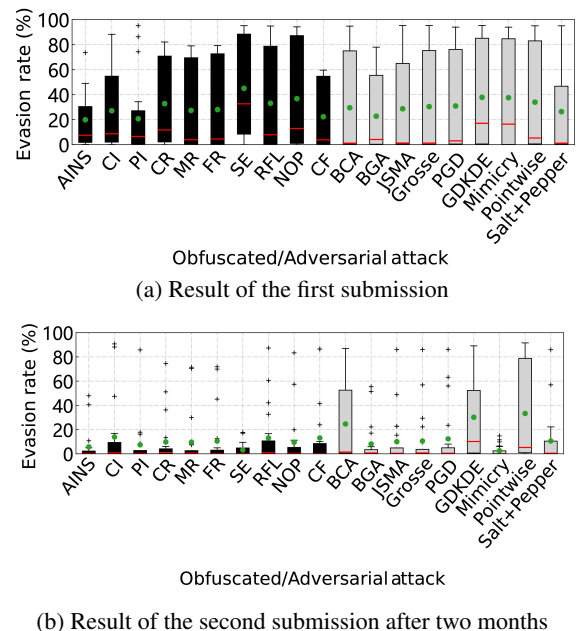 Evasion rate (%)
100
80
60
40
20
0
AINS CI PI CR MR FR SE RFL NOP CF BCA BGA JSMA Grosse PGD GDKDE Mimicry Pointwise Salt+Pepper
Obfuscated/Adversarial attack
(a) Result of the first submission
Evasion rate (%)
100
80
60
40
20
0
AINS CI PI CR MR FR SE RFL NOP CF BCA BGA JSMA Grosse PGD GDKDE Mimicry Pointwise Salt+Pepper
Obfuscated/Adversarial attack
(b) Result of the second submission after two months